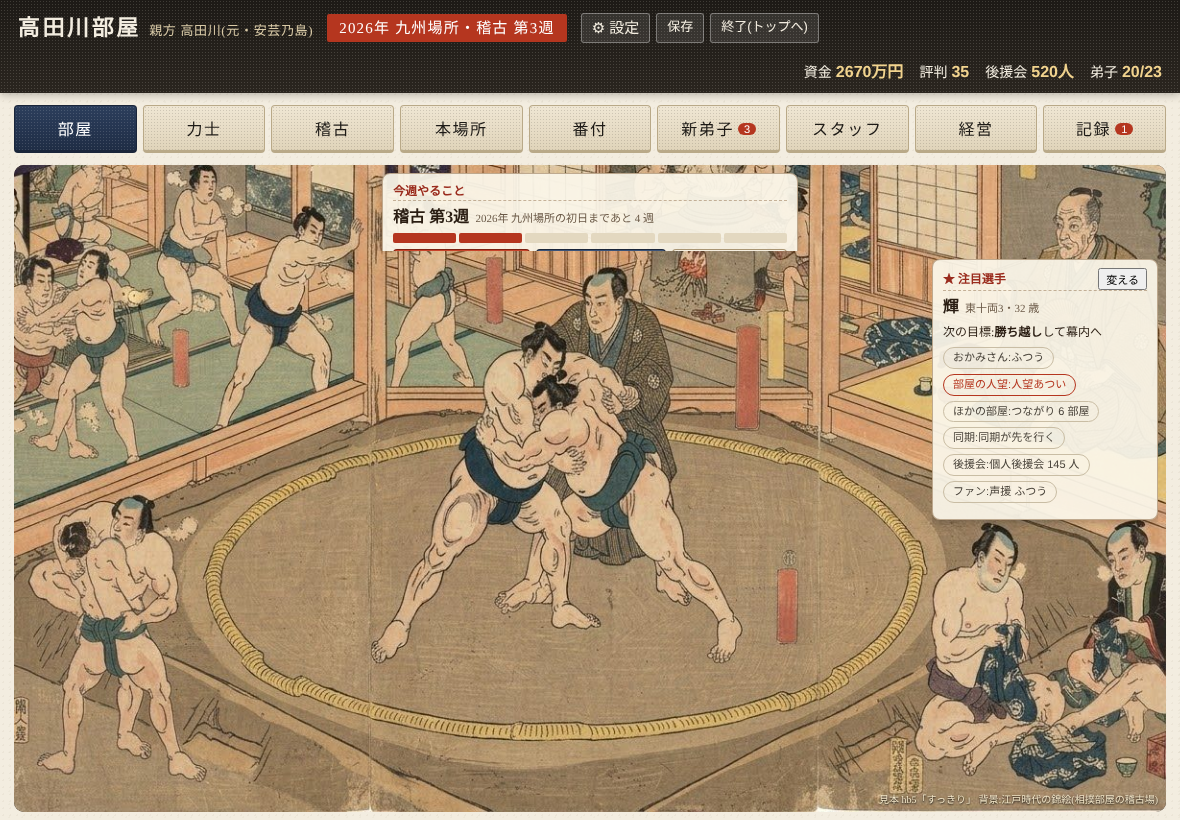 高田川部屋 親方 高田川(元・安芸乃島) 2026年 九州場所・稽古 第3週 ⚙ 設定 保存 終了(トップへ)
資金 2670万円 評判 35 後援会 520人 弟子 20/23
部屋 力士 稽古 本場所 番付 新弟子 3 スタッフ 経営 記録 1
今週やること
稽古 第3週 2026年 九州場所の初日まであと 4 週
★ 注目選手 変える
輝 東十両3・32 歳
次の目標:勝ち越しして幕内へ
おかみさん:ふつう
部屋の人望:人望あつい
ほかの部屋:つながり 6 部屋
同期:同期が先を行く
後援会:個人後援会 145 人
ファン:声援 ふつう
見本 hb5「すっきり」 背景:江戸時代の錦絵(相撲部屋の稽古場)